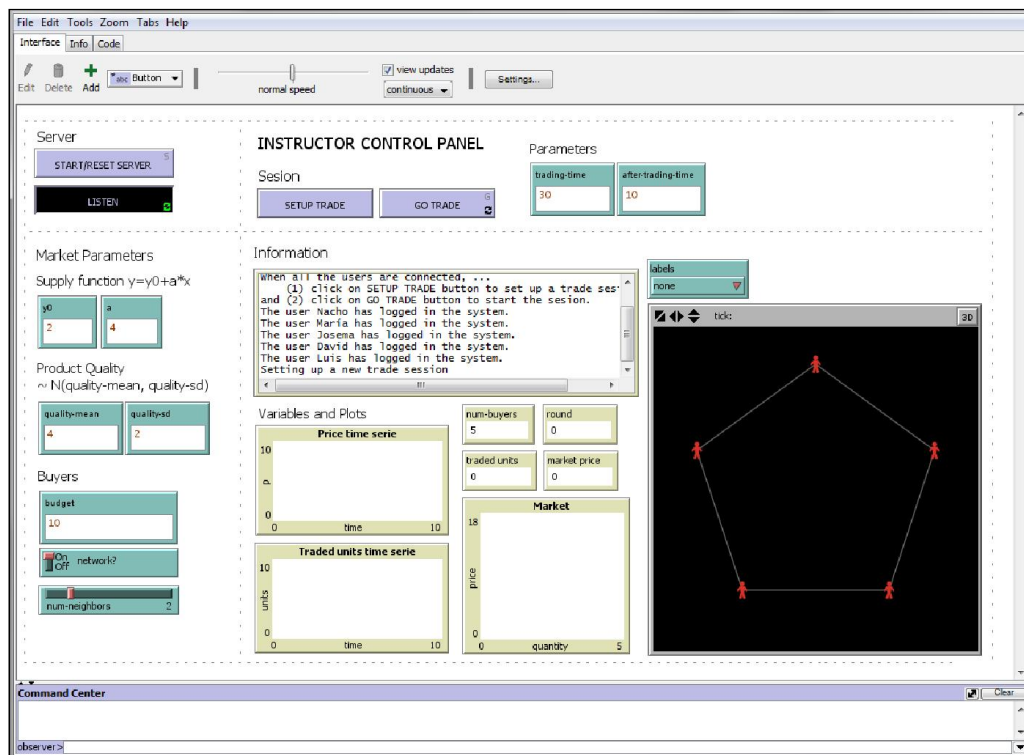 File Edit Tools Zoom Tabs Help
Interface Info Code
Edit Delete Add
abc Button
normal speed
view updates
continuous
Settings...
Server
START/RESET SERVER S
LISTEN
INSTRUCTOR CONTROL PANEL
Sesion
SETUP TRADE
GO TRADE G
Parameters
trading-time
30
after-trading-time
10
Market Parameters
Supply function y=y0+a*x
y0
2
a
4
Product Quality
~ N(quality-mean, quality-sd)
quality-mean
4
quality-sd
2
Buyers
budget
10
On
Off
network?
num-neighbors 2
Information
When all the users are connected, ...
(1) click on SETUP TRADE button to set up a trade ses
and (2) click on GO TRADE button to start the sesion.
The user Nacho has logged in the system.
The user María has logged in the system.
The user Josema has logged in the system.
The user David has logged in the system.
The user Luis has logged in the system.
Setting up a new trade session
Variables and Plots
Price time serie
10
p
0
0 time 10
Traded units time serie
10
units
0
0 time 10
num-buyers
5
round
0
traded units
0
market price
0
Market
18
price
0
0 quantity 5
labels
none
tick:
3D
Command Center
Clear
observer>